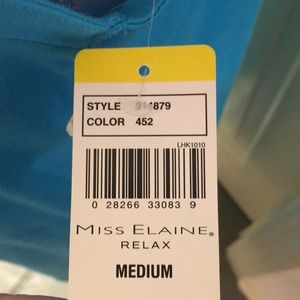 STYLE
COLOR 452
LHK1010
0 28266 33083 9
MISS ELAINE®
RELAX
MEDIUM